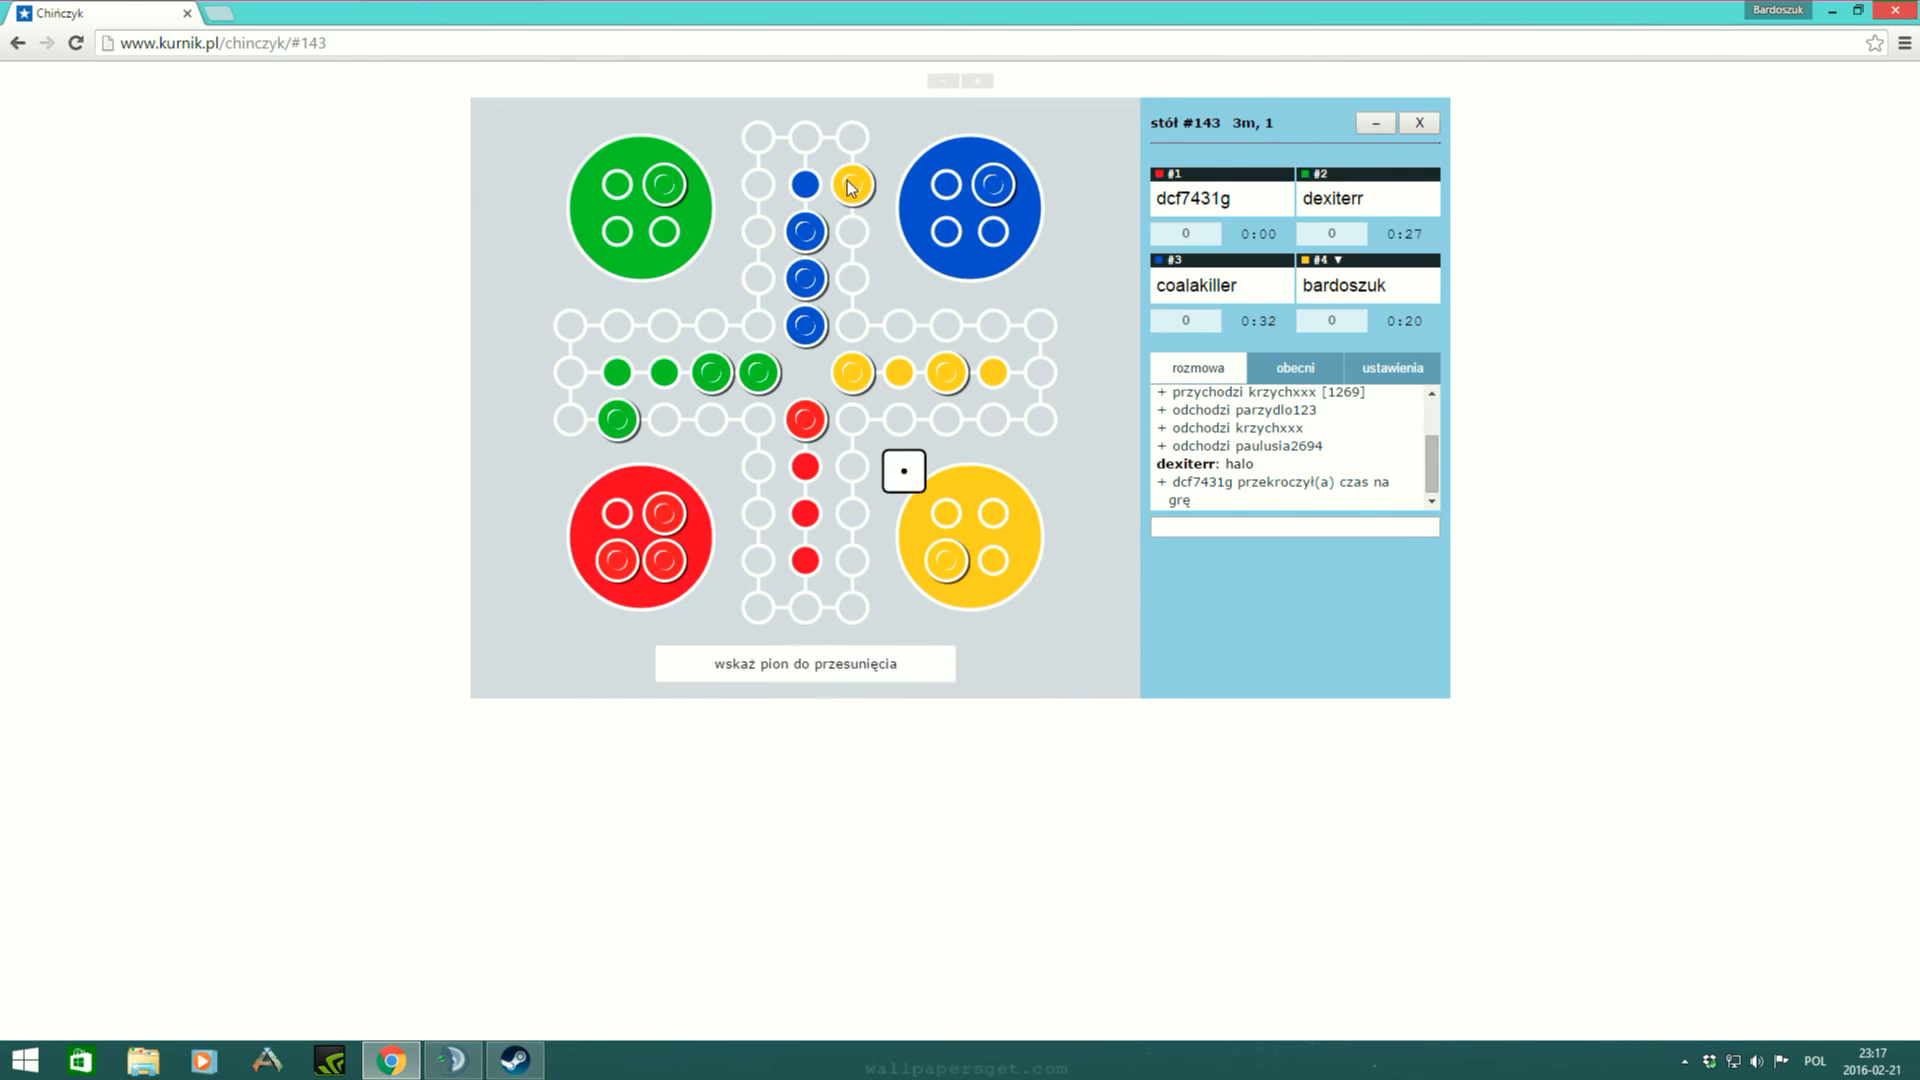 Chińczyk
Bardoszuk
www.kurnik.pl/chinczyk/#143
stół #143 3m, 1
X
#1
#2
dcf7431g
dexiterr
0
0:00
0
0:27
#3
#4
coalakiller
bardoszuk
0
0:32
0
0:20
rozmowa
obecni
ustawienia
+ przychodzi krzychxxx [1269]
+ odchodzi parzydlo123
+ odchodzi krzychxxx
+ odchodzi paulusia2694
dexiterr: halo
+ dcf7431g przekroczył(a) czas na
grę
wskaż pion do przesunięcia
wallpapersget.com
POL
23:17
2016-02-21